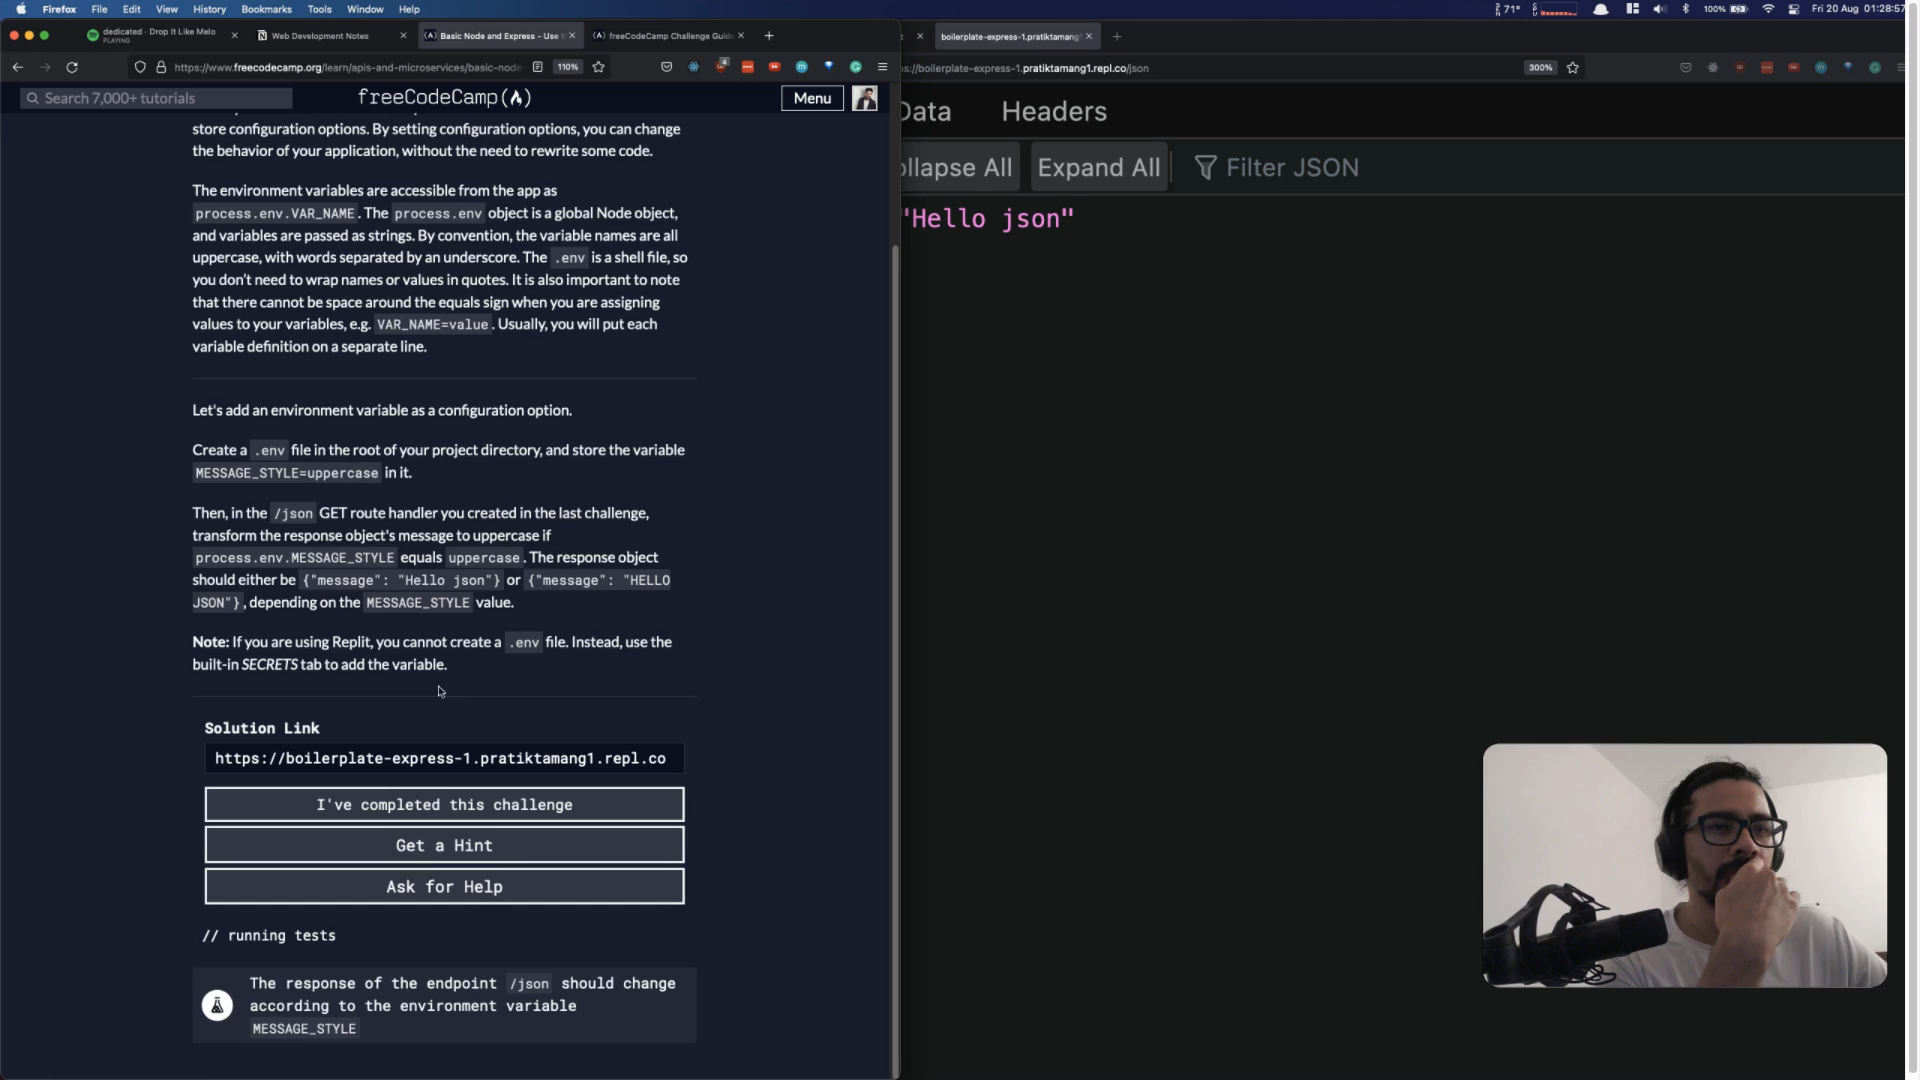 Firefox File Edit View History Bookmarks Tools Window Help
71° 100% Fri 20 Aug 01:28:57
dedicated · Drop It Like Melo
PLAYING
Web Development Notes
Basic Node and Express - Use
freeCodeCamp Challenge Guid
boilerplate-express-1.pratiktamang1
https://www.freecodecamp.org/learn/apis-and-microservices/basic-node
110%
s://boilerplate-express-1.pratiktamang1.repl.co/json
300%
Search 7,000+ tutorials
freeCodeCamp
Menu
store configuration options. By setting configuration options, you can change
the behavior of your application, without the need to rewrite some code.
The environment variables are accessible from the app as
process.env.VAR_NAME. The process.env object is a global Node object,
and variables are passed as strings. By convention, the variable names are all
uppercase, with words separated by an underscore. The .env is a shell file, so
you don't need to wrap names or values in quotes. It is also important to note
that there cannot be space around the equals sign when you are assigning
values to your variables, e.g. VAR_NAME=value. Usually, you will put each
variable definition on a separate line.
Let's add an environment variable as a configuration option.
Create a .env file in the root of your project directory, and store the variable
MESSAGE_STYLE=uppercase in it.
Then, in the /json GET route handler you created in the last challenge,
transform the response object's message to uppercase if
process.env.MESSAGE_STYLE equals uppercase. The response object
should either be {"message": "Hello json"} or {"message": "HELLO
JSON"}, depending on the MESSAGE_STYLE value.
Note: If you are using Replit, you cannot create a .env file. Instead, use the
built-in SECRETS tab to add the variable.
Solution Link
https://boilerplate-express-1.pratiktamang1.repl.co
I've completed this challenge
Get a Hint
Ask for Help
// running tests
The response of the endpoint /json should change
according to the environment variable
MESSAGE_STYLE
Data Headers
ollapse All Expand All Filter JSON
"Hello json"